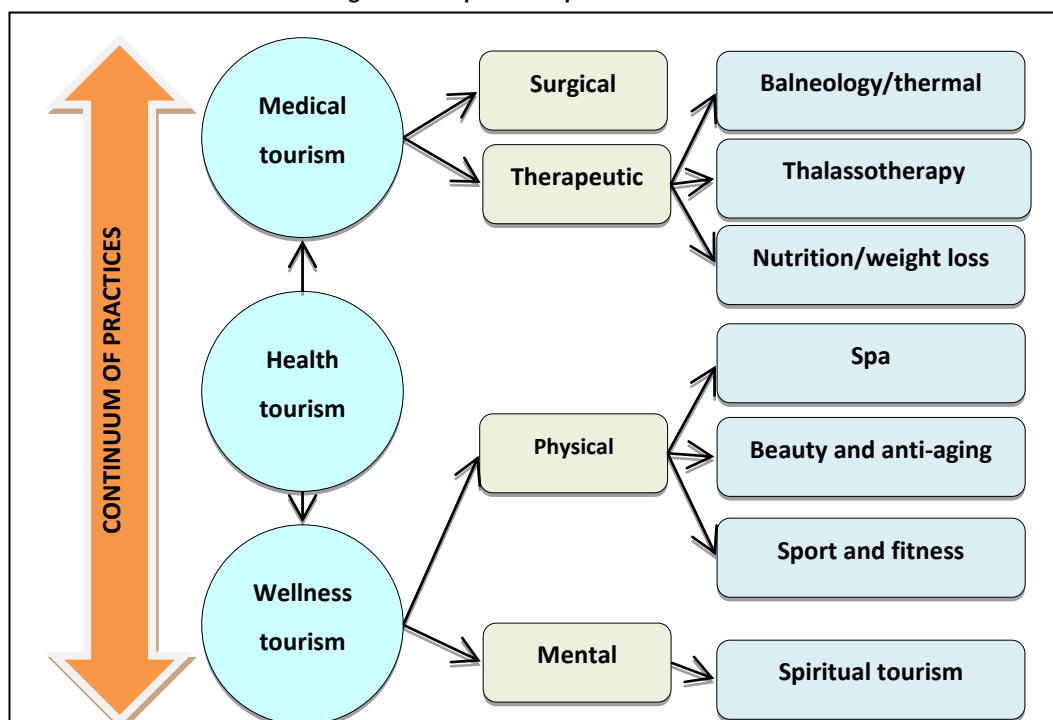 CONTINUUM OF PRACTICES
Medical
tourism
Health
tourism
Wellness
tourism
Surgical
Therapeutic
Physical
Mental
Balneology/thermal
Thalassotherapy
Nutrition/weight loss
Spa
Beauty and anti-aging
Sport and fitness
Spiritual tourism